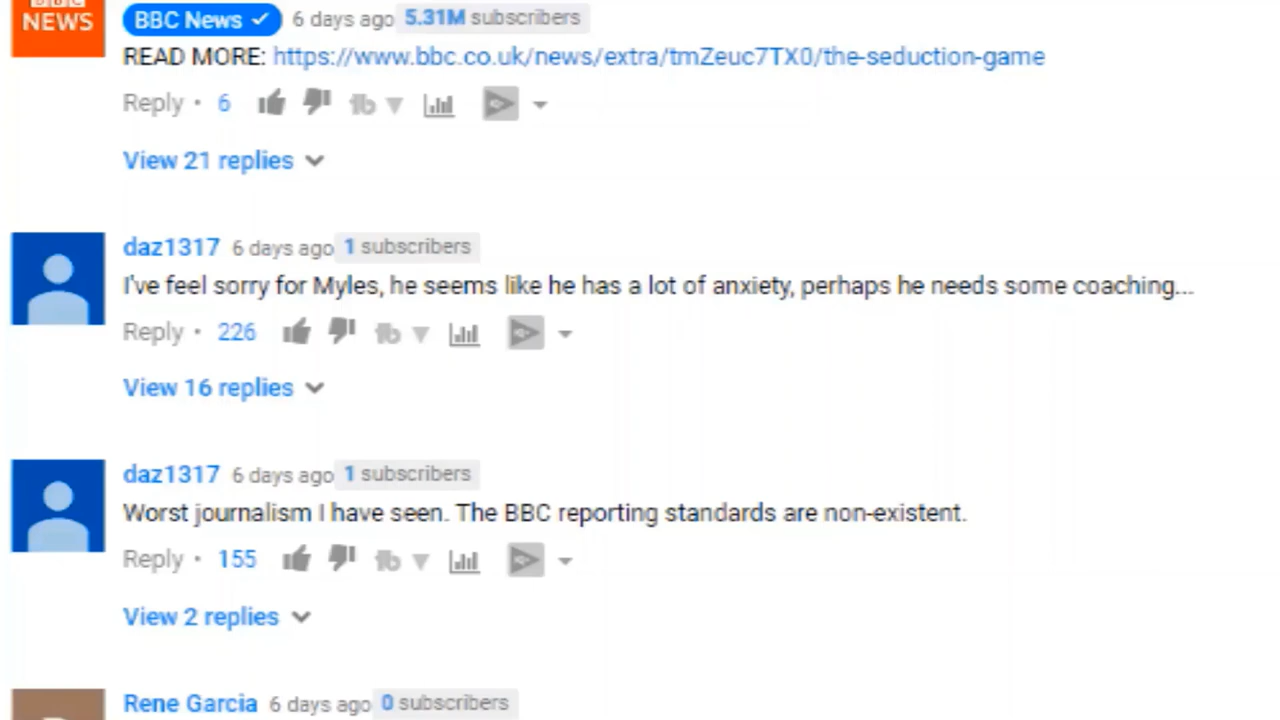 BBC
NEWS
BBC News 6 days ago 5.31M subscribers
READ MORE: https://www.bbc.co.uk/news/extra/tmZeuc7TX0/the-seduction-game
Reply • 6
View 21 replies
daz1317 6 days ago 1 subscribers
I've feel sorry for Myles, he seems like he has a lot of anxiety, perhaps he needs some coaching...
Reply • 226
View 16 replies
daz1317 6 days ago 1 subscribers
Worst journalism I have seen. The BBC reporting standards are non-existent.
Reply • 155
View 2 replies
Rene Garcia 6 days ago 0 subscribers